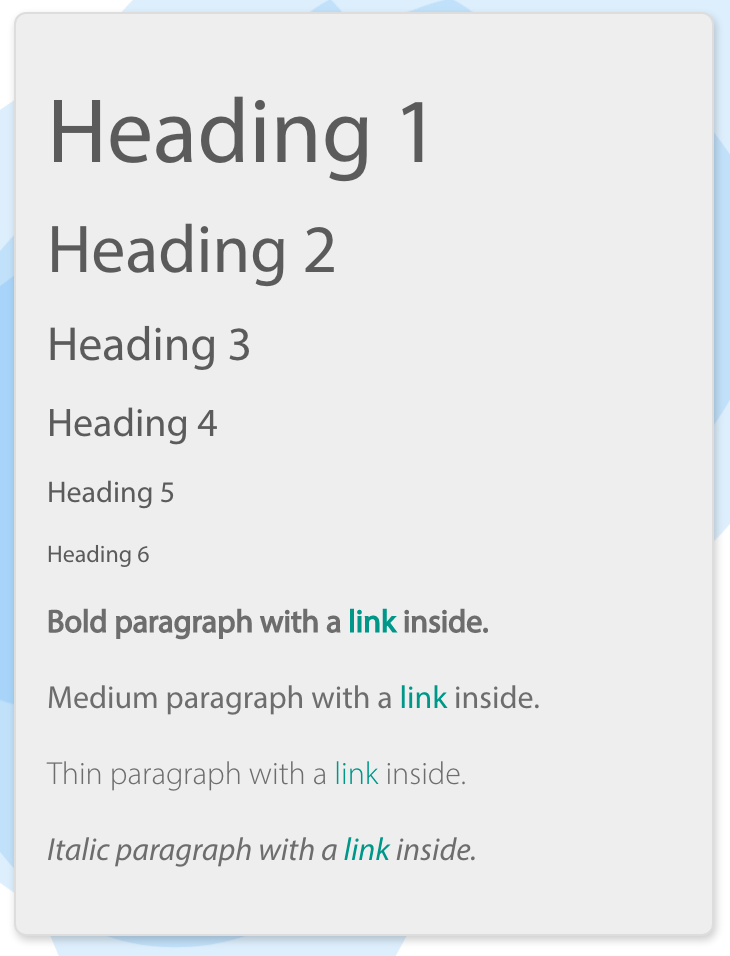 Heading 1
Heading 2
Heading 3
Heading 4
Heading 5
Heading 6
Bold paragraph with a link inside.
Medium paragraph with a link inside.
Thin paragraph with a link inside.
Italic paragraph with a link inside.